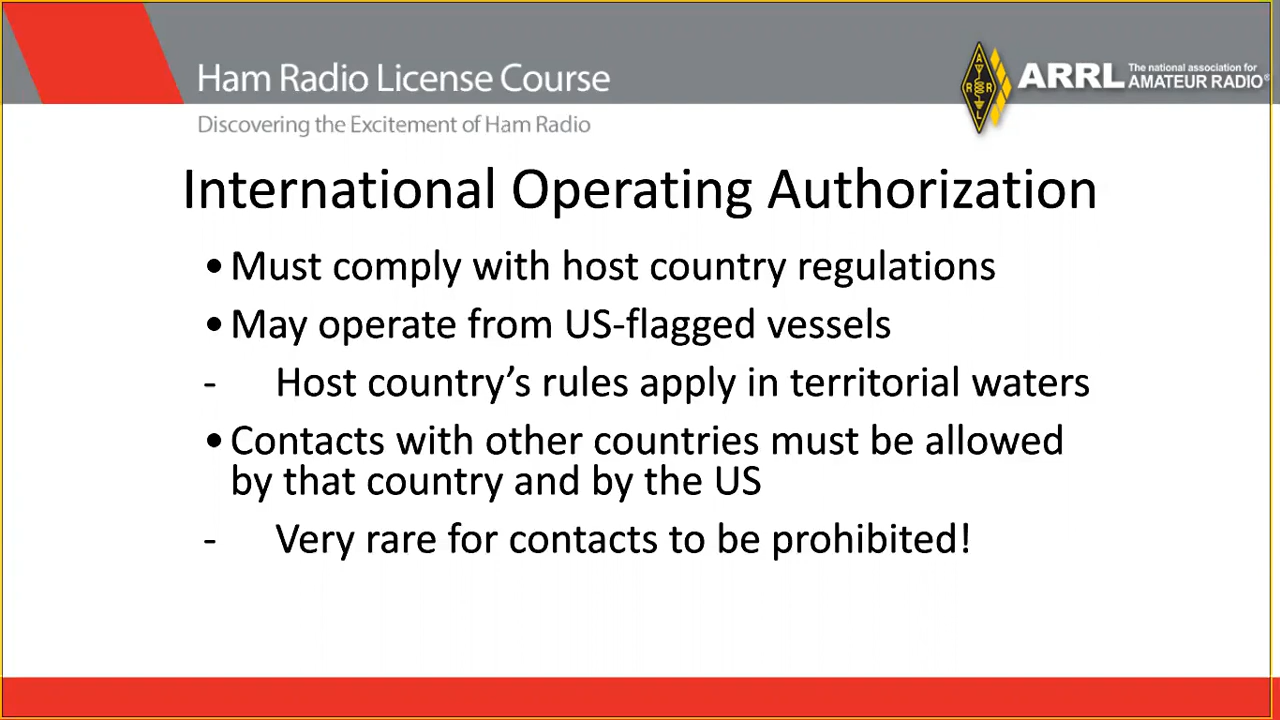 Ham Radio License Course
ARRL The national association for
AMATEUR RADIO®
Discovering the Excitement of Ham Radio
International Operating Authorization
• Must comply with host country regulations
• May operate from US-flagged vessels
- Host country’s rules apply in territorial waters
• Contacts with other countries must be allowed
by that country and by the US
- Very rare for contacts to be prohibited!